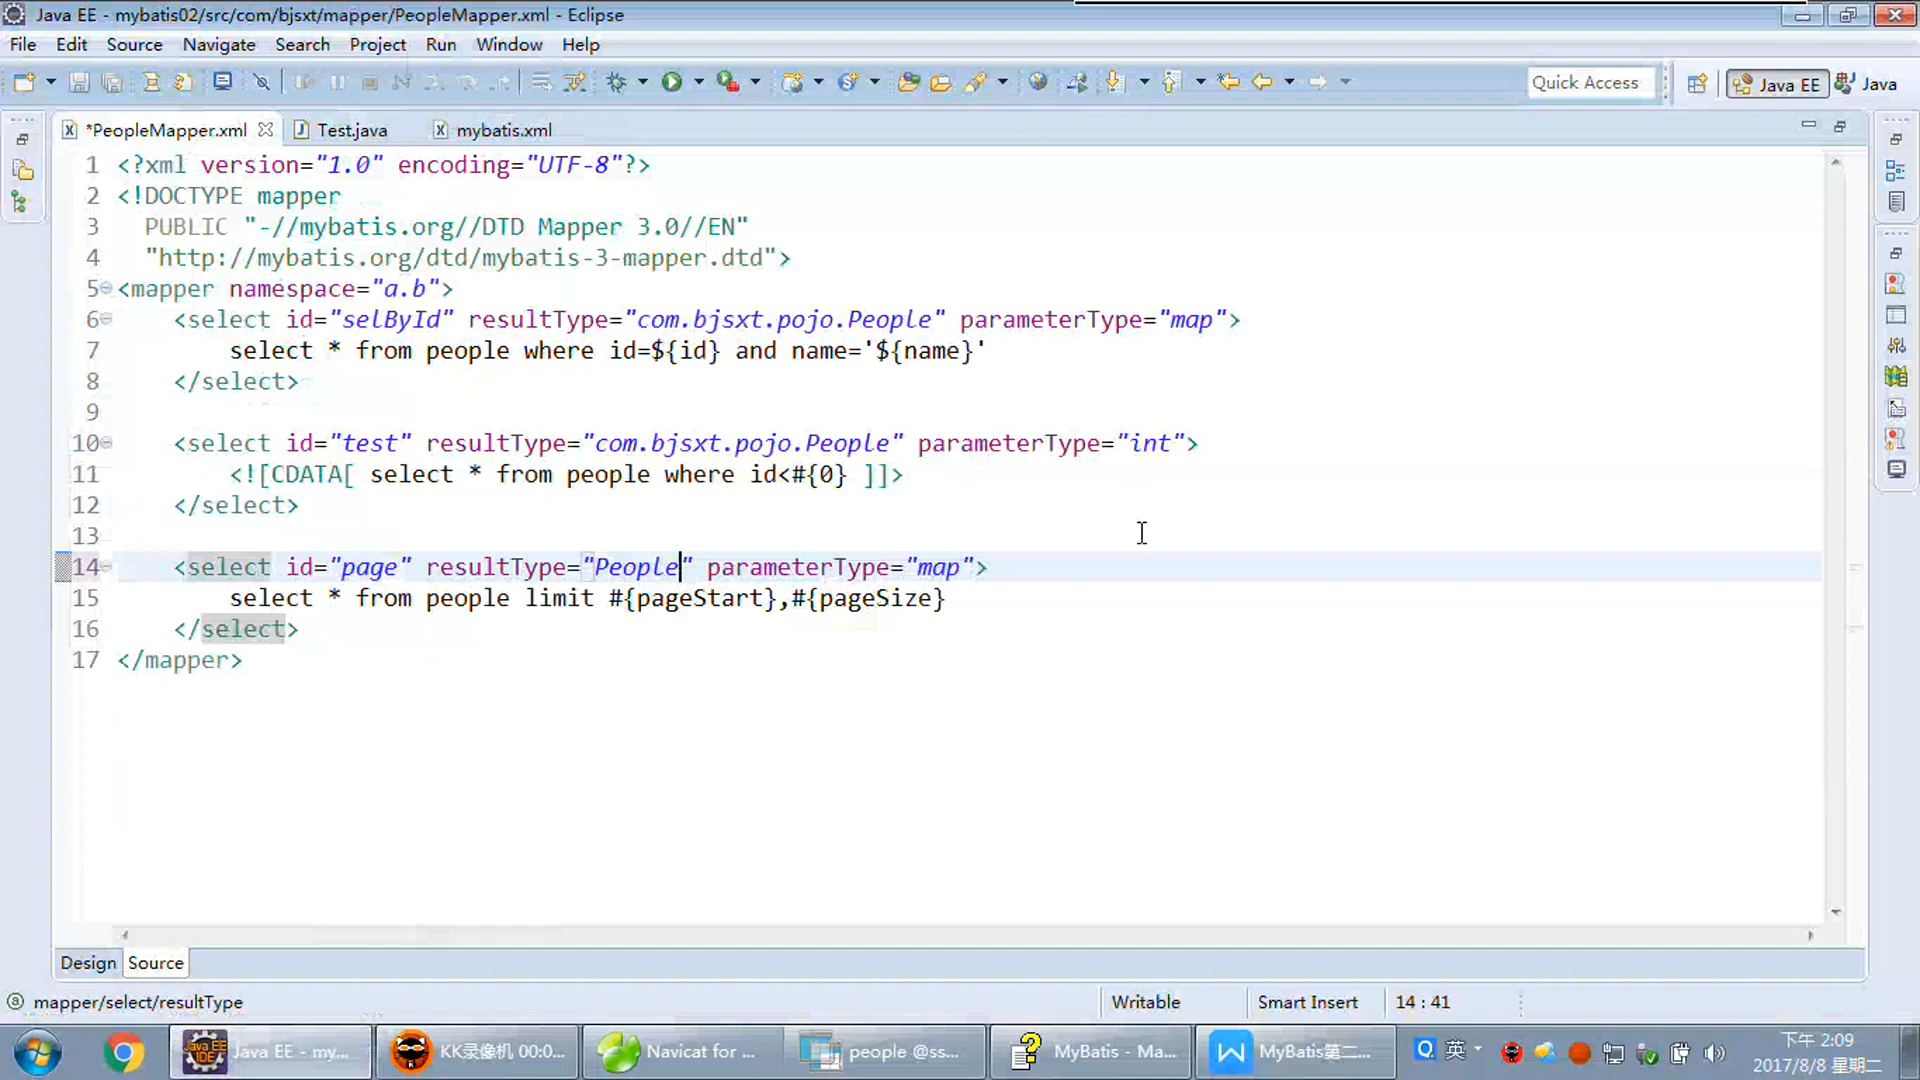 Java EE - mybatis02/src/com/bjsxt/mapper/PeopleMapper.xml - Eclipse
File Edit Source Navigate Search Project Run Window Help
Quick Access Java EE Java
*PeopleMapper.xml Test.java mybatis.xml
1 <?xml version="1.0" encoding="UTF-8"?>
2 <!DOCTYPE mapper
3 PUBLIC "-//mybatis.org//DTD Mapper 3.0//EN"
4 "http://mybatis.org/dtd/mybatis-3-mapper.dtd">
5 <mapper namespace="a.b">
6 <select id="selById" resultType="com.bjsxt.pojo.People" parameterType="map">
7 select * from people where id=${id} and name='${name}'
8 </select>
9
10 <select id="test" resultType="com.bjsxt.pojo.People" parameterType="int">
11 <![CDATA[ select * from people where id<#{0} ]]>
12 </select>
13
14 <select id="page" resultType="People" parameterType="map">
15 select * from people limit #{pageStart},#{pageSize}
16 </select>
17 </mapper>
Design Source
mapper/select/resultType Writable Smart Insert 14 : 41
Java EE - my... KK录像机 00:0... Navicat for ... people @ss... MyBatis - Ma... MyBatis第二... 英 下午 2:09
2017/8/8 星期二